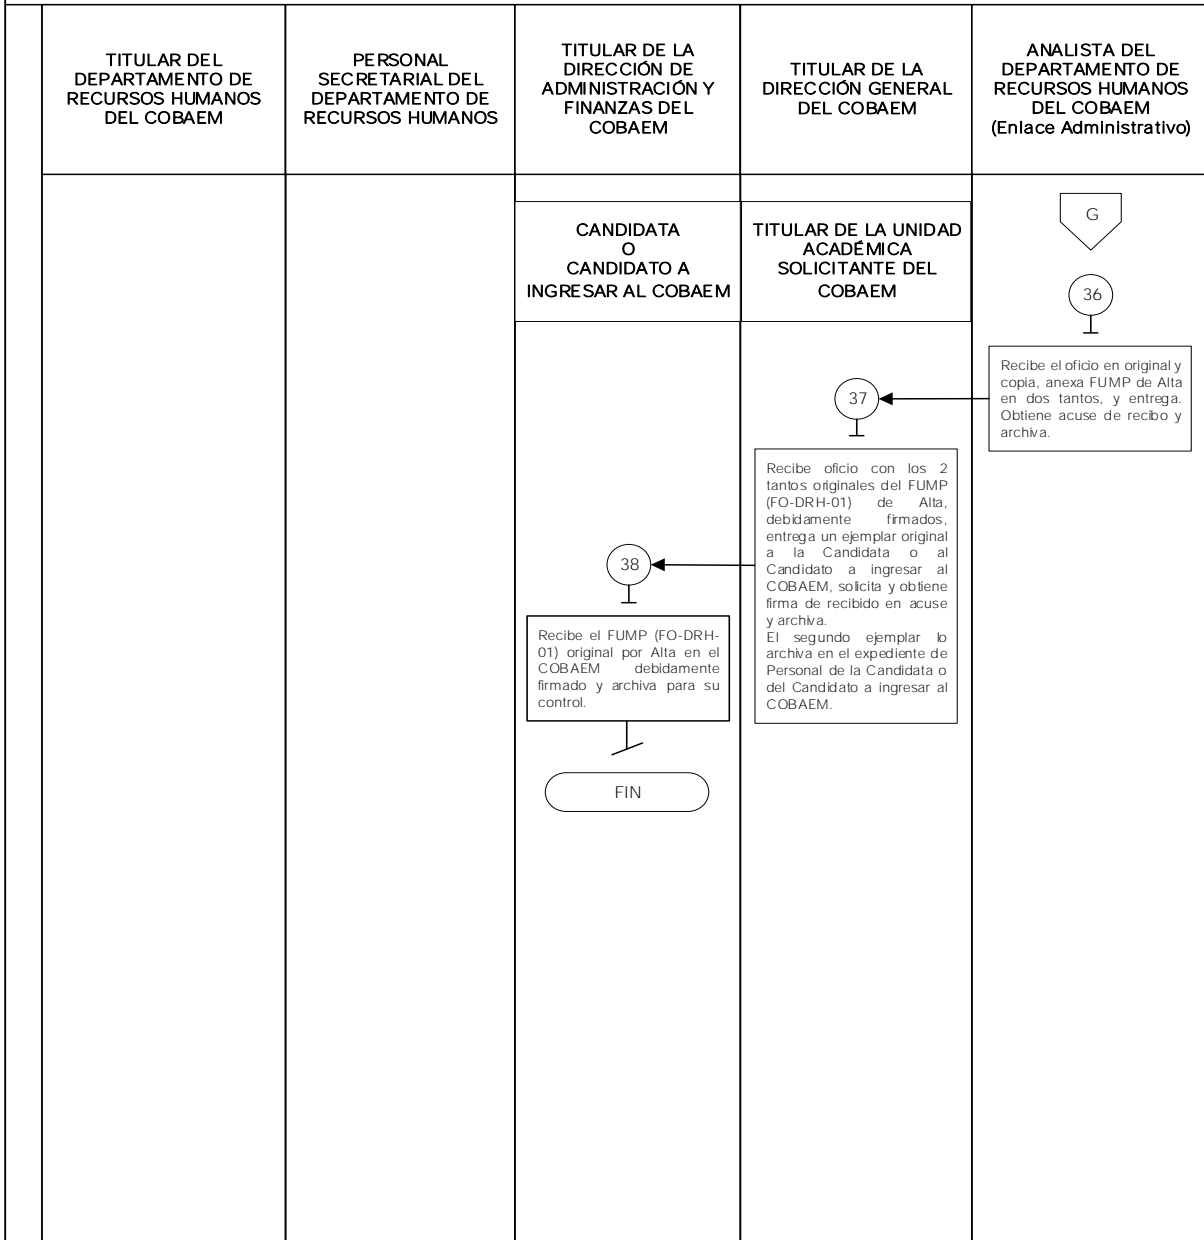 TITULAR DEL
DEPARTAMENTO DE
RECURSOS HUMANOS
DEL COBAEM
PERSONAL
SECRETARIAL DEL
DEPARTAMENTO DE
RECURSOS HUMANOS
TITULAR DE LA
DIRECCIÓN DE
ADMINISTRACIÓN Y
FINANZAS DEL
COBAEM
TITULAR DE LA
DIRECCIÓN GENERAL
DEL COBAEM
ANALISTA DEL
DEPARTAMENTO DE
RECURSOS HUMANOS
DEL COBAEM
(Enlace Administrativo)
CANDIDATA
O
CANDIDATO A
INGRESAR AL COBAEM
TITULAR DE LA UNIDAD
ACADÉMICA
SOLICITANTE DEL
COBAEM
G
36
Recibe el oficio en original y
copia, anexa FUMP de Alta
en dos tantos, y entrega.
Obtiene acuse de recibo y
archiva.
37
Recibe oficio con los 2
tantos originales del FUMP
(FO-DRH-01) de Alta,
debidamente firmados,
entrega un ejemplar original
a la Candidata o al
Candidato a ingresar al
COBAEM, solicita y obtiene
firma de recibido en acuse
y archiva.
El segundo ejemplar lo
archiva en el expediente de
Personal de la Candidata o
del Candidato a ingresar al
COBAEM.
38
Recibe el FUMP (FO-DRH-
01) original por Alta en el
COBAEM debidamente
firmado y archiva para su
control.
FIN